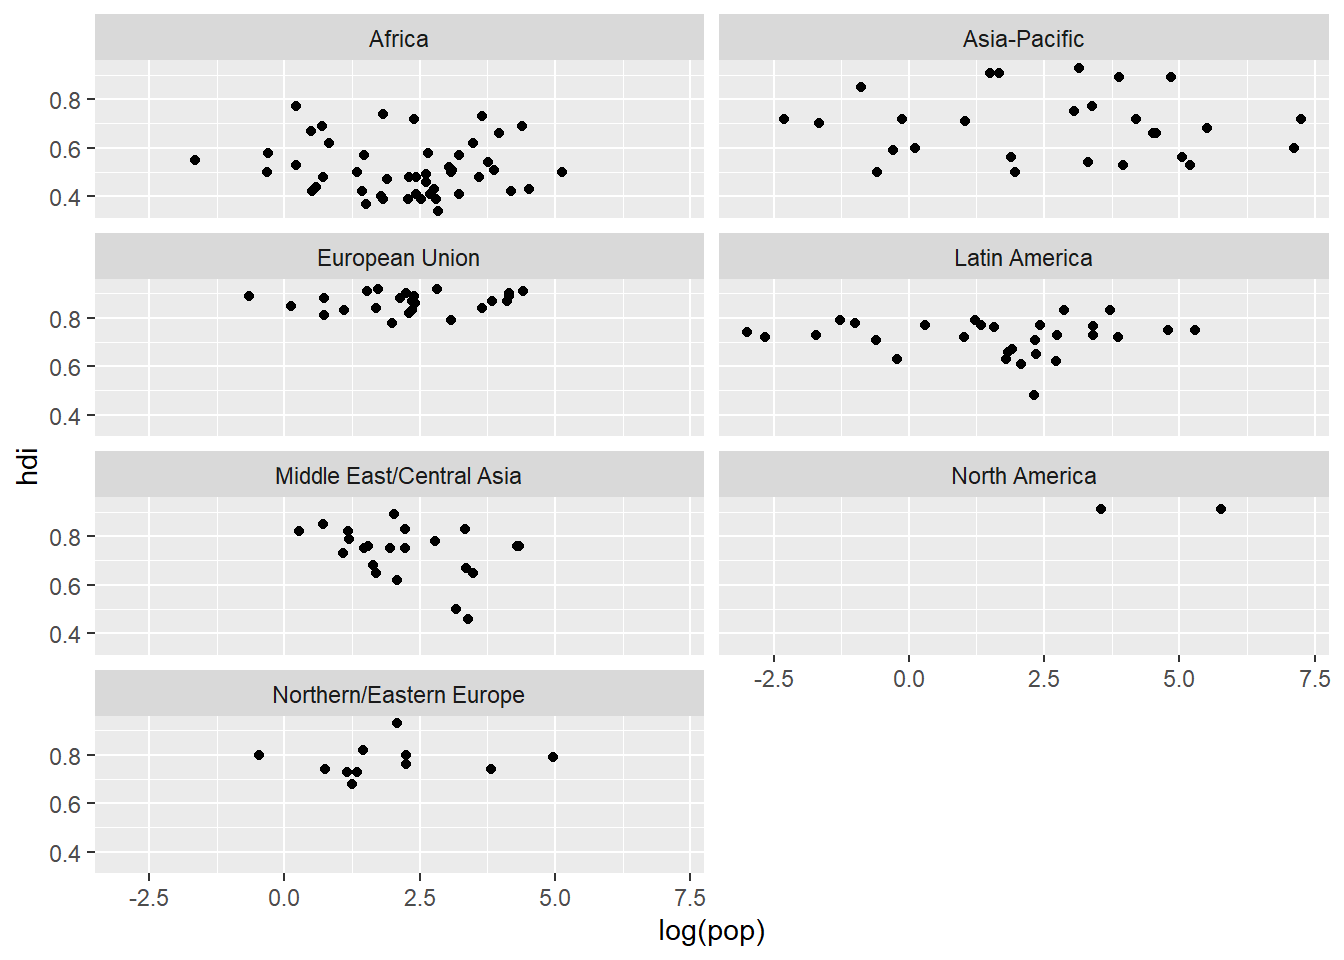 Africa
Asia-Pacific
0.8
0.6
0.4
European Union
Latin America
0.8
0.6
0.4
hdi
Middle East/Central Asia
North America
0.8
0.6
0.4
-2.5 0.0 2.5 5.0 7.5
Northern/Eastern Europe
0.8
0.6
0.4
-2.5 0.0 2.5 5.0 7.5
log(pop)